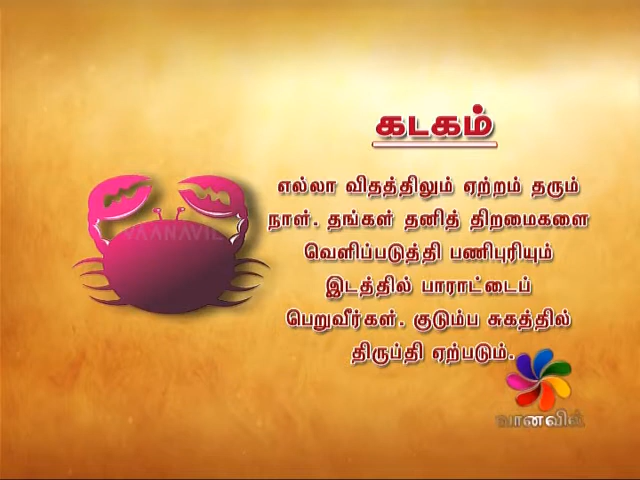 கடகம்
எல்லா விதத்திலும் ஏற்றம் தரும்
நாள். தங்கள் தனித் திறமைகளை
வெளிப்படுத்தி பணிபுரியும்
இடத்தில் பாராட்டைப்
பெறுவீர்கள். குடும்ப சுகத்தில்
திருப்தி ஏற்படும்.
VAANAVIL
வானவில்